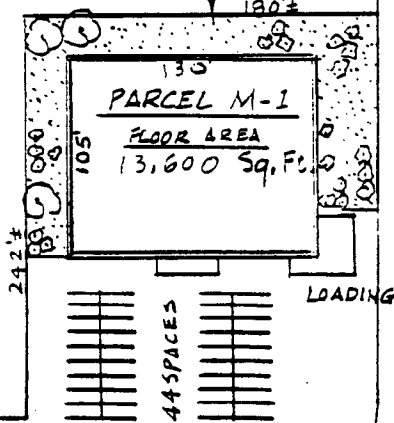 180±
130'
PARCEL M-1
FLOOR AREA
13,600 Sq. Ft.
105'
242'±
LOADING
44 SPACES